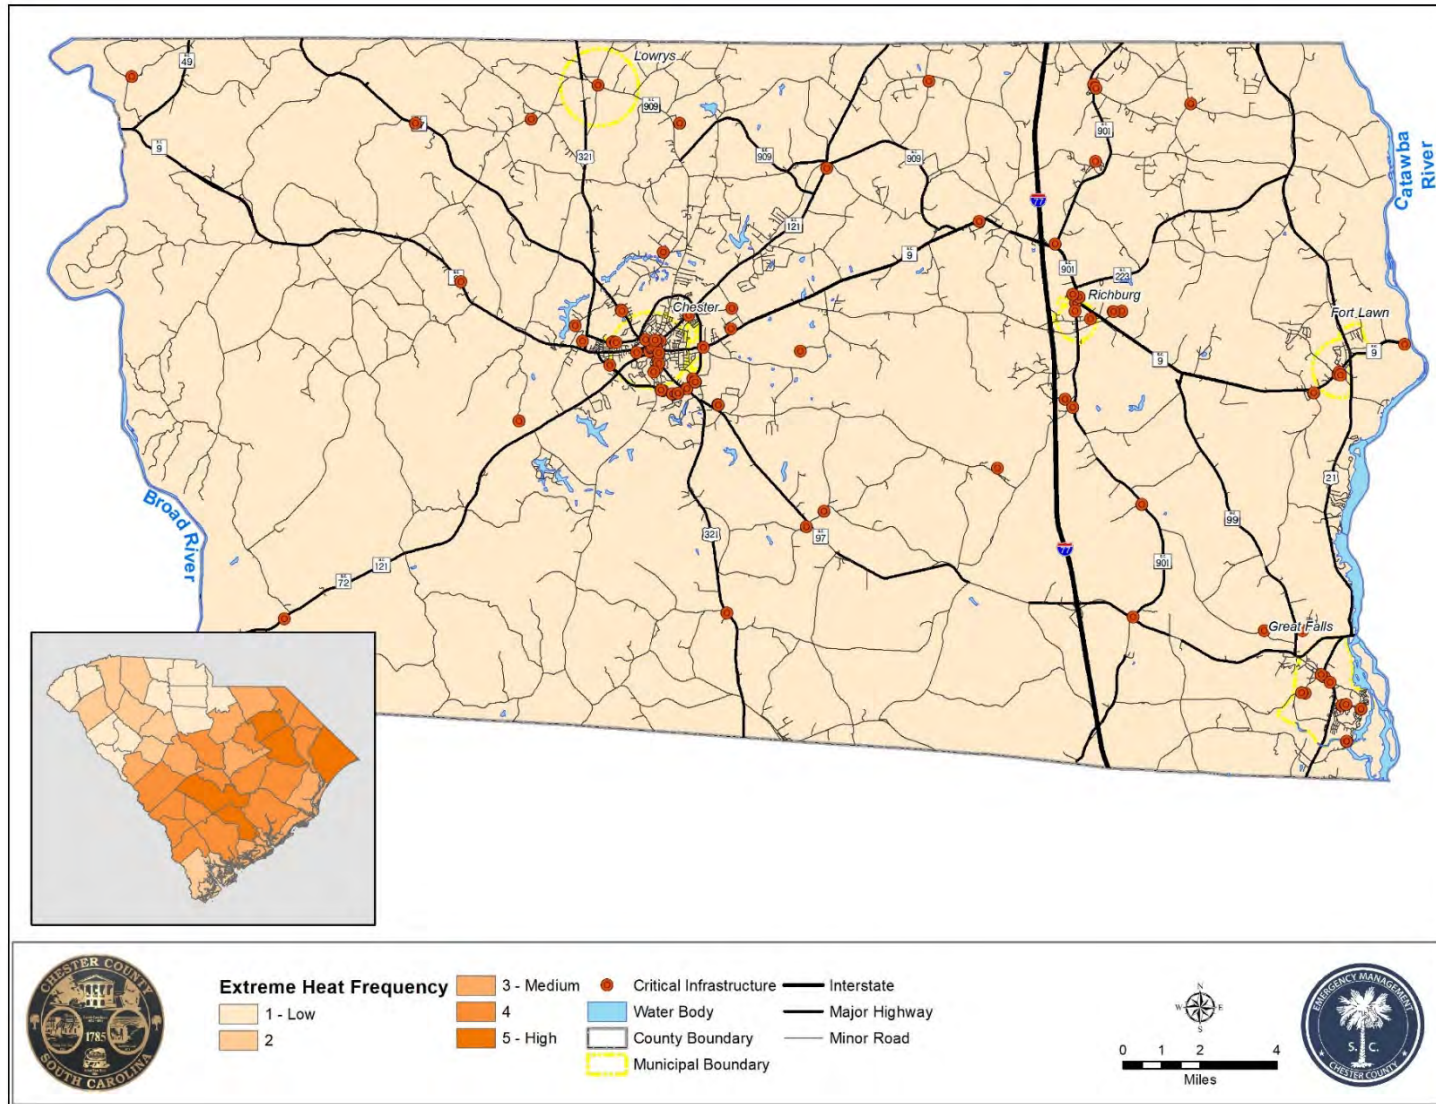 Lowrys
S.C.
49
S.C.
9
S.C.
909
321
S.C.
909
S.C.
909
S.C.
901
Catawba
River
77
S.C.
121
S.C.
9
S.C.
901
S.C.
223
Richburg
Chester
Fort Lawn
S.C.
9
S.C.
9
Broad River
21
S.C.
97
321
S.C.
99
77
S.C.
901
S.C.
121
S.C.
72
Great Falls
CHESTER COUNTY
1785
SOUTH CAROLINA
Extreme Heat Frequency
1 - Low
2
3 - Medium
4
5 - High
Critical Infrastructure
Water Body
County Boundary
Municipal Boundary
Interstate
Major Highway
Minor Road
N
W E
S
0 1 2 4
Miles
EMERGENCY MANAGEMENT
S. C.
CHESTER COUNTY